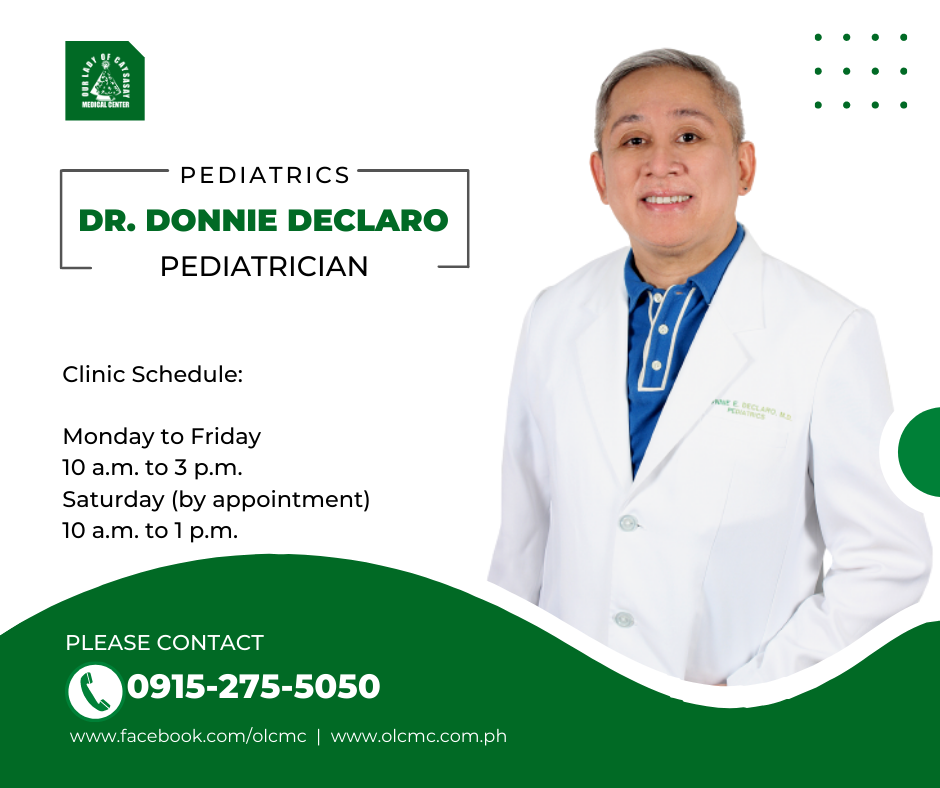 OUR LADY OF CAYSASAY
MEDICAL CENTER
PEDIATRICS
DR. DONNIE DECLARO
PEDIATRICIAN
Clinic Schedule:
Monday to Friday
10 a.m. to 3 p.m.
Saturday (by appointment)
10 a.m. to 1 p.m.
E. DECLARO, M.D.
PEDIATRICS
PLEASE CONTACT
0915-275-5050
www.facebook.com/olcmc | www.olcmc.com.ph